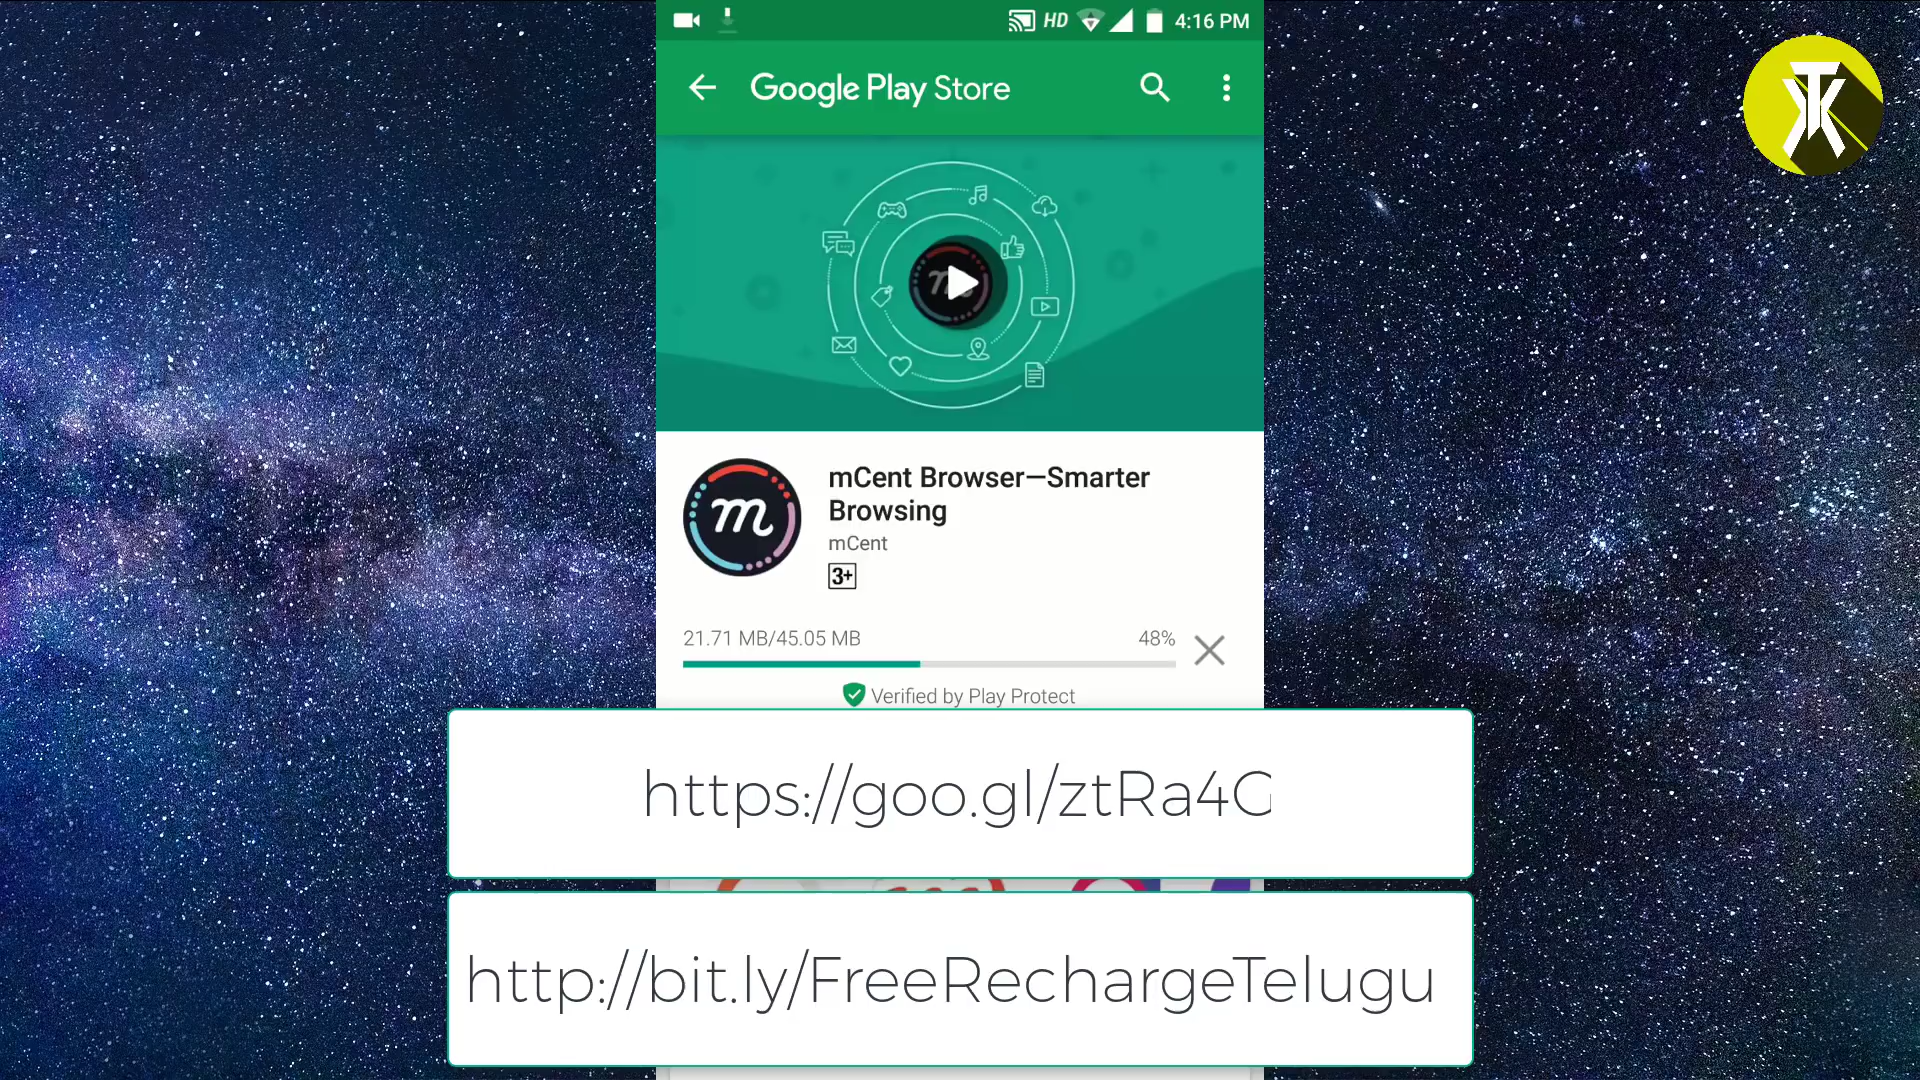 HD 4:16 PM
Google Play Store
m
mCent Browser—Smarter
Browsing
mCent
3+
21.71 MB/45.05 MB 48%
Verified by Play Protect
https://goo.gl/ztRa4G
http://bit.ly/FreeRechargeTelugu